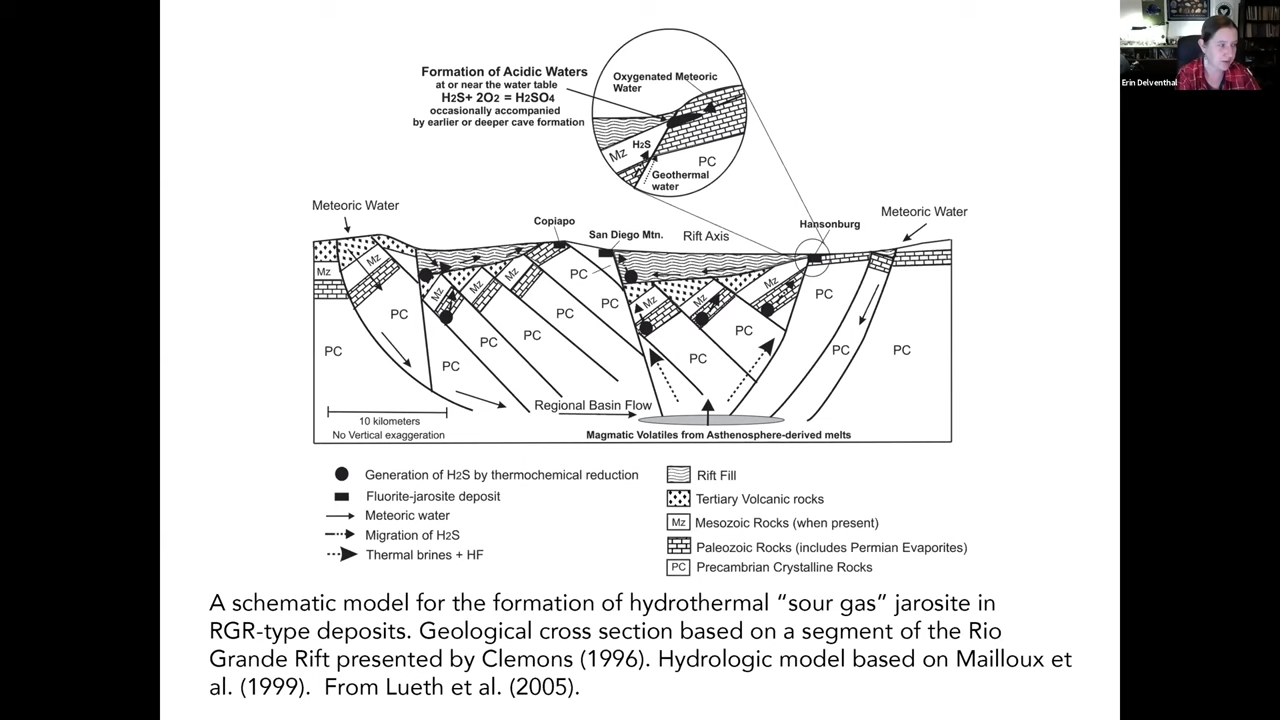 Erin Delventhal
Formation of Acidic Waters
at or near the water table
H2S+ 2O2 = H2SO4
occasionally accompanied
by earlier or deeper cave formation
Oxygenated Meteoric
Water
Mz
H2S
PC
Geothermal
water
Meteoric Water
Copiapo
San Diego Mtn.
Rift Axis
Hansonburg
Meteoric Water
Mz
Mz
Mz
Mz
Mz
Mz
Mz
Mz
PC
PC
PC
PC
PC
PC
PC
PC
PC
PC
PC
PC
PC
10 kilometers
No Vertical exaggeration
Regional Basin Flow
Magmatic Volatiles from Asthenosphere-derived melts
Generation of H2S by thermochemical reduction
Fluorite-jarosite deposit
Meteoric water
Migration of H2S
Thermal brines + HF
Rift Fill
Tertiary Volcanic rocks
Mz Mesozoic Rocks (when present)
Paleozoic Rocks (includes Permian Evaporites)
PC Precambrian Crystalline Rocks
A schematic model for the formation of hydrothermal “sour gas” jarosite in
RGR-type deposits. Geological cross section based on a segment of the Rio
Grande Rift presented by Clemons (1996). Hydrologic model based on Mailloux et
al. (1999). From Lueth et al. (2005).